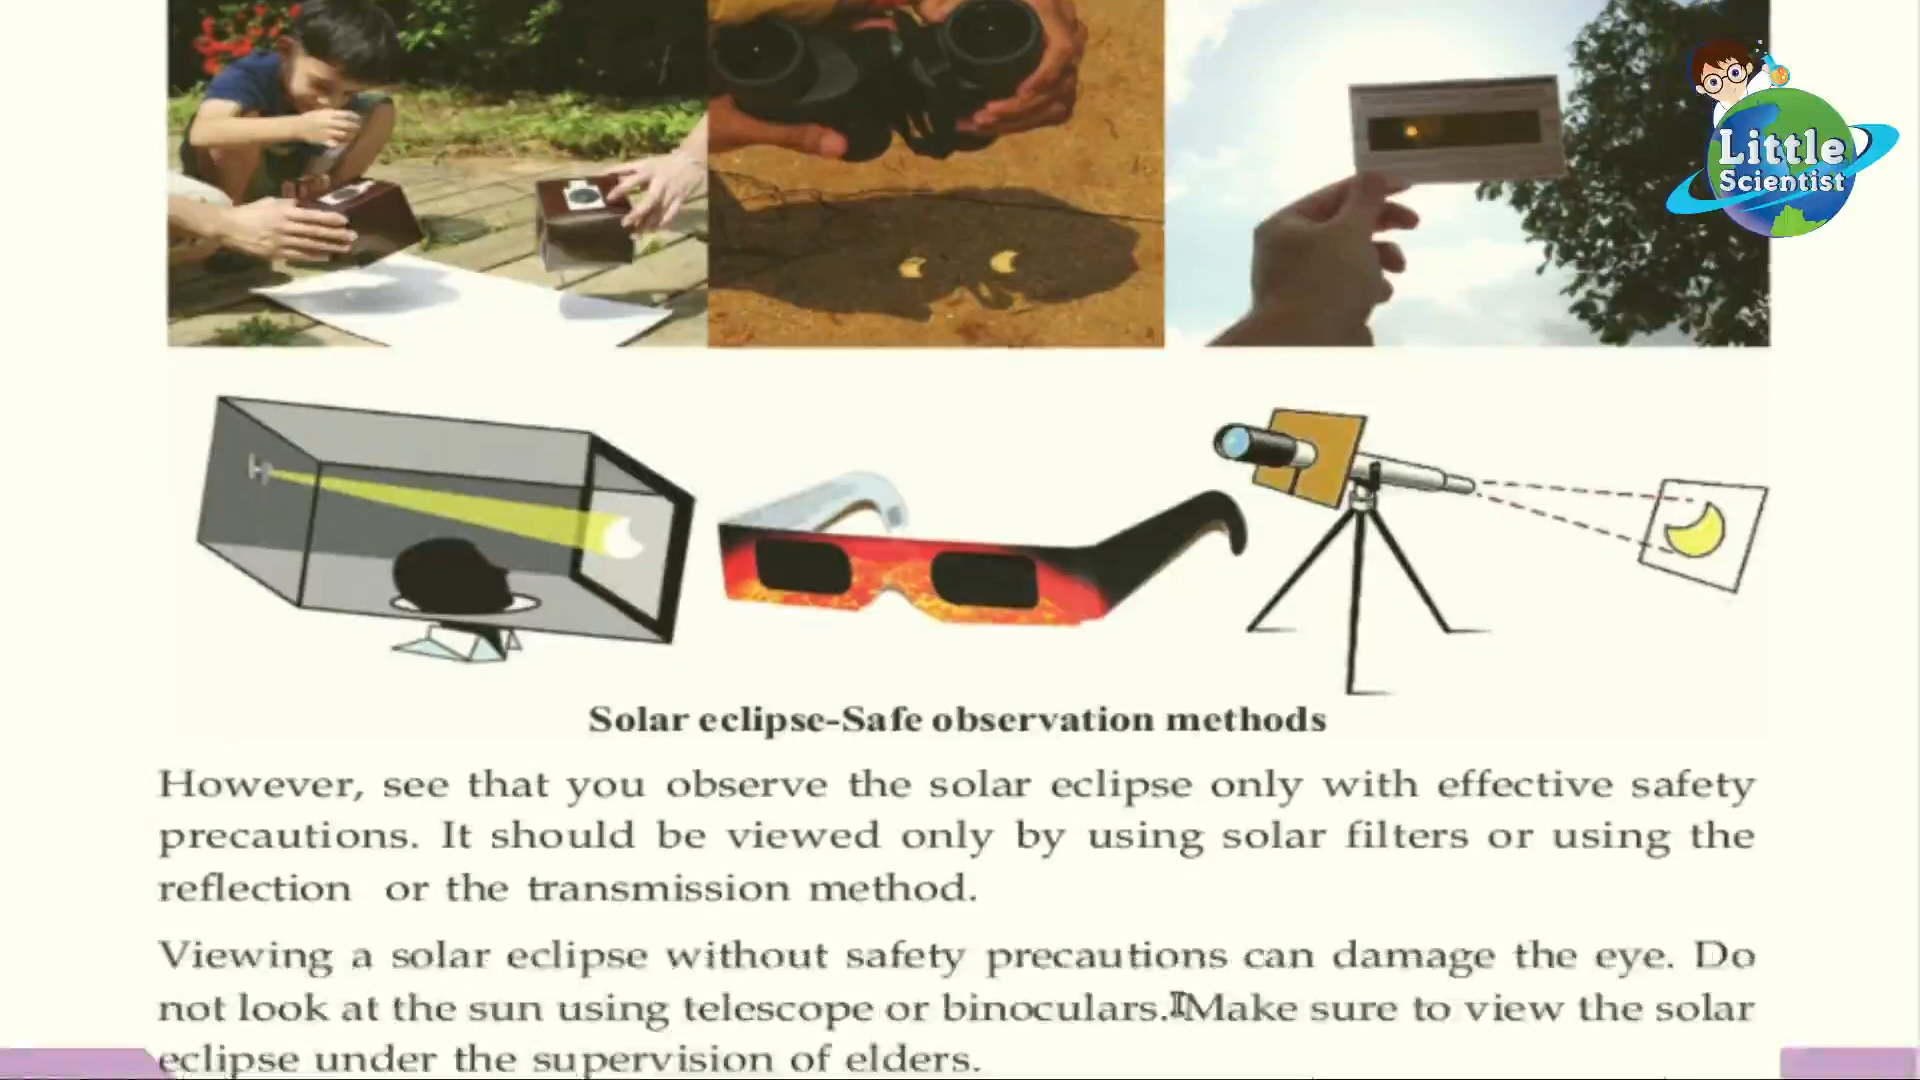 Little
Scientist
Solar eclipse-Safe observation methods
However, see that you observe the solar eclipse only with effective safety
precautions. It should be viewed only by using solar filters or using the
reflection or the transmission method.
Viewing a solar eclipse without safety precautions can damage the eye. Do
not look at the sun using telescope or binoculars. Make sure to view the solar
eclipse under the supervision of elders.